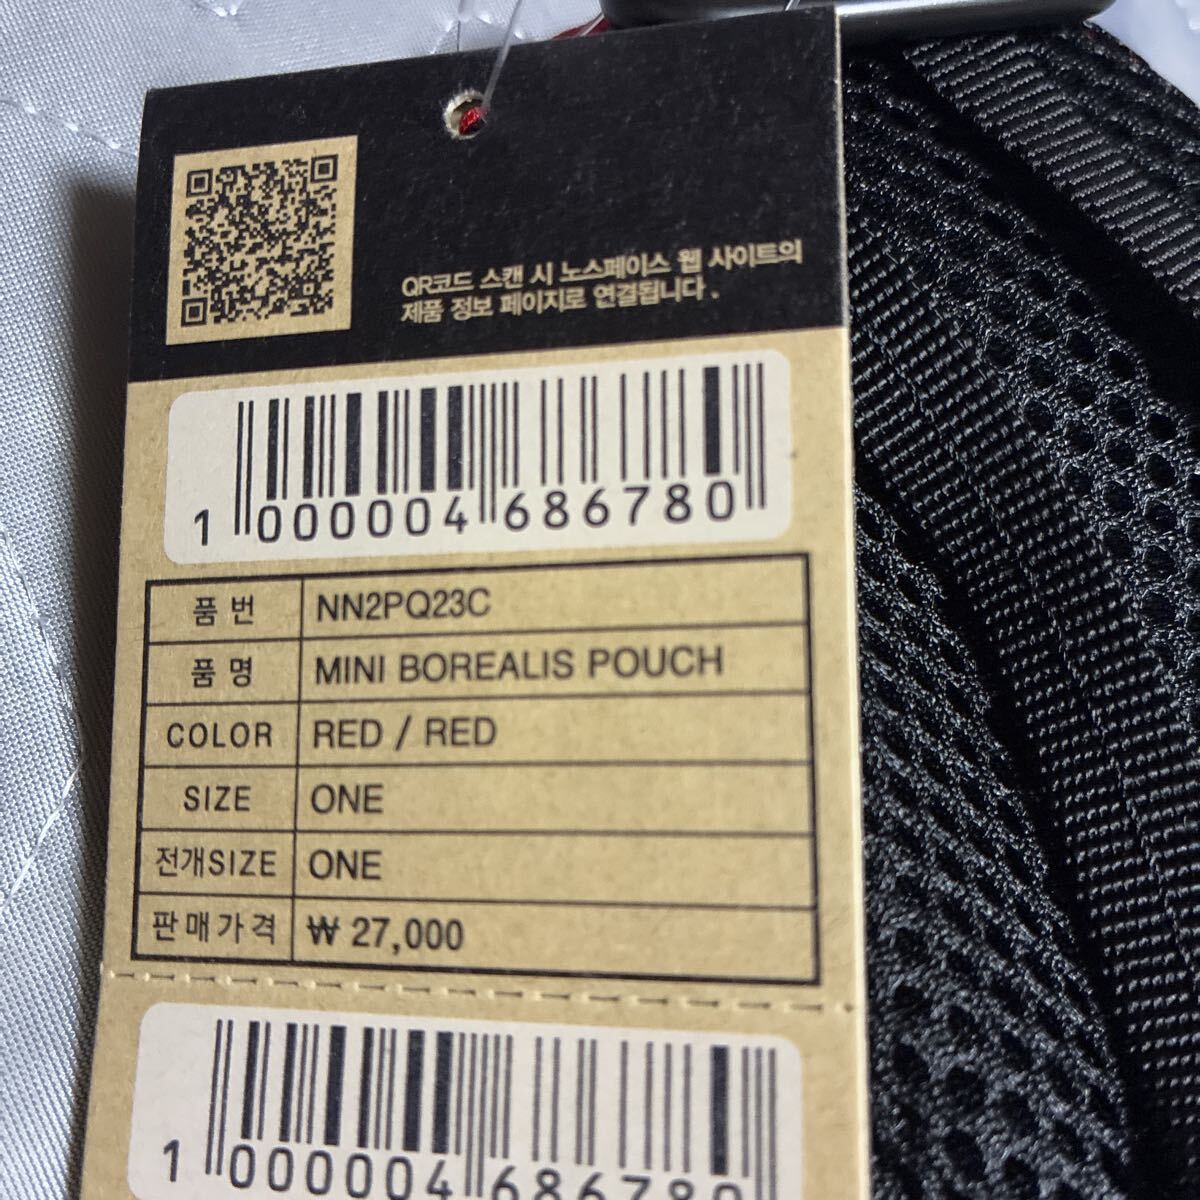 QR코드 스캔 시 노스페이스 웹 사이트의
제품 정보 페이지로 연결됩니다.
1 000004 686780
품번 NN2PQ23C
품명 MINI BOREALIS POUCH
COLOR RED / RED
SIZE ONE
전개SIZE ONE
판매가격 ₩ 27,000
1 000004 686780